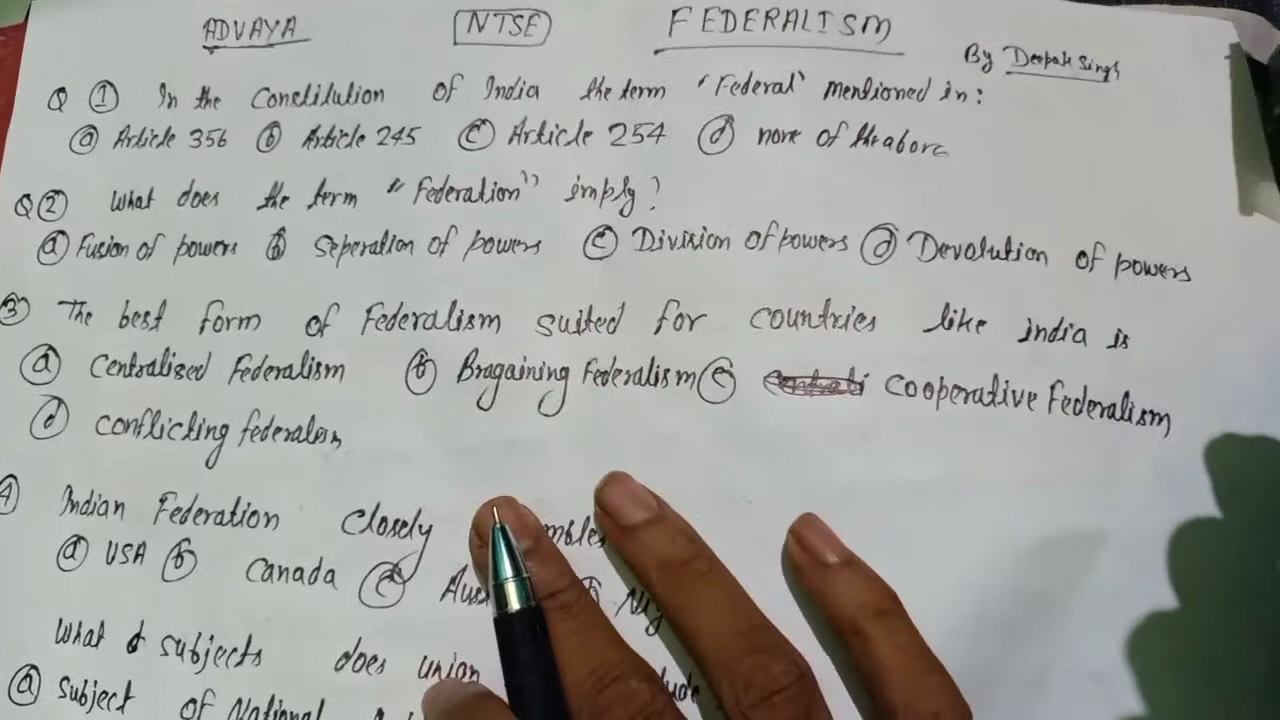 ADVAYA NTSE FEDERALISM
By Deepak Singh
Q ① In the Constitution of India the term "Federal" mentioned in:
ⓐ Article 356 ⓑ Article 245 ⓒ Article 254 ⓓ none of the above
Q ② What does the term "Federation" imply?
ⓐ Fusion of powers ⓑ Seperation of powers ⓒ Division of powers ⓓ Devolution of powers
③ The best form of Federalism suited for countries like india is
ⓐ Centralised Federalism ⓑ Bragaining Federalism ⓒ Cooperative Federalism
ⓓ conflicting federalism
④ Indian Federation closely
ⓐ USA ⓑ Canada ⓒ
What subjects does union
ⓐ Subject of National